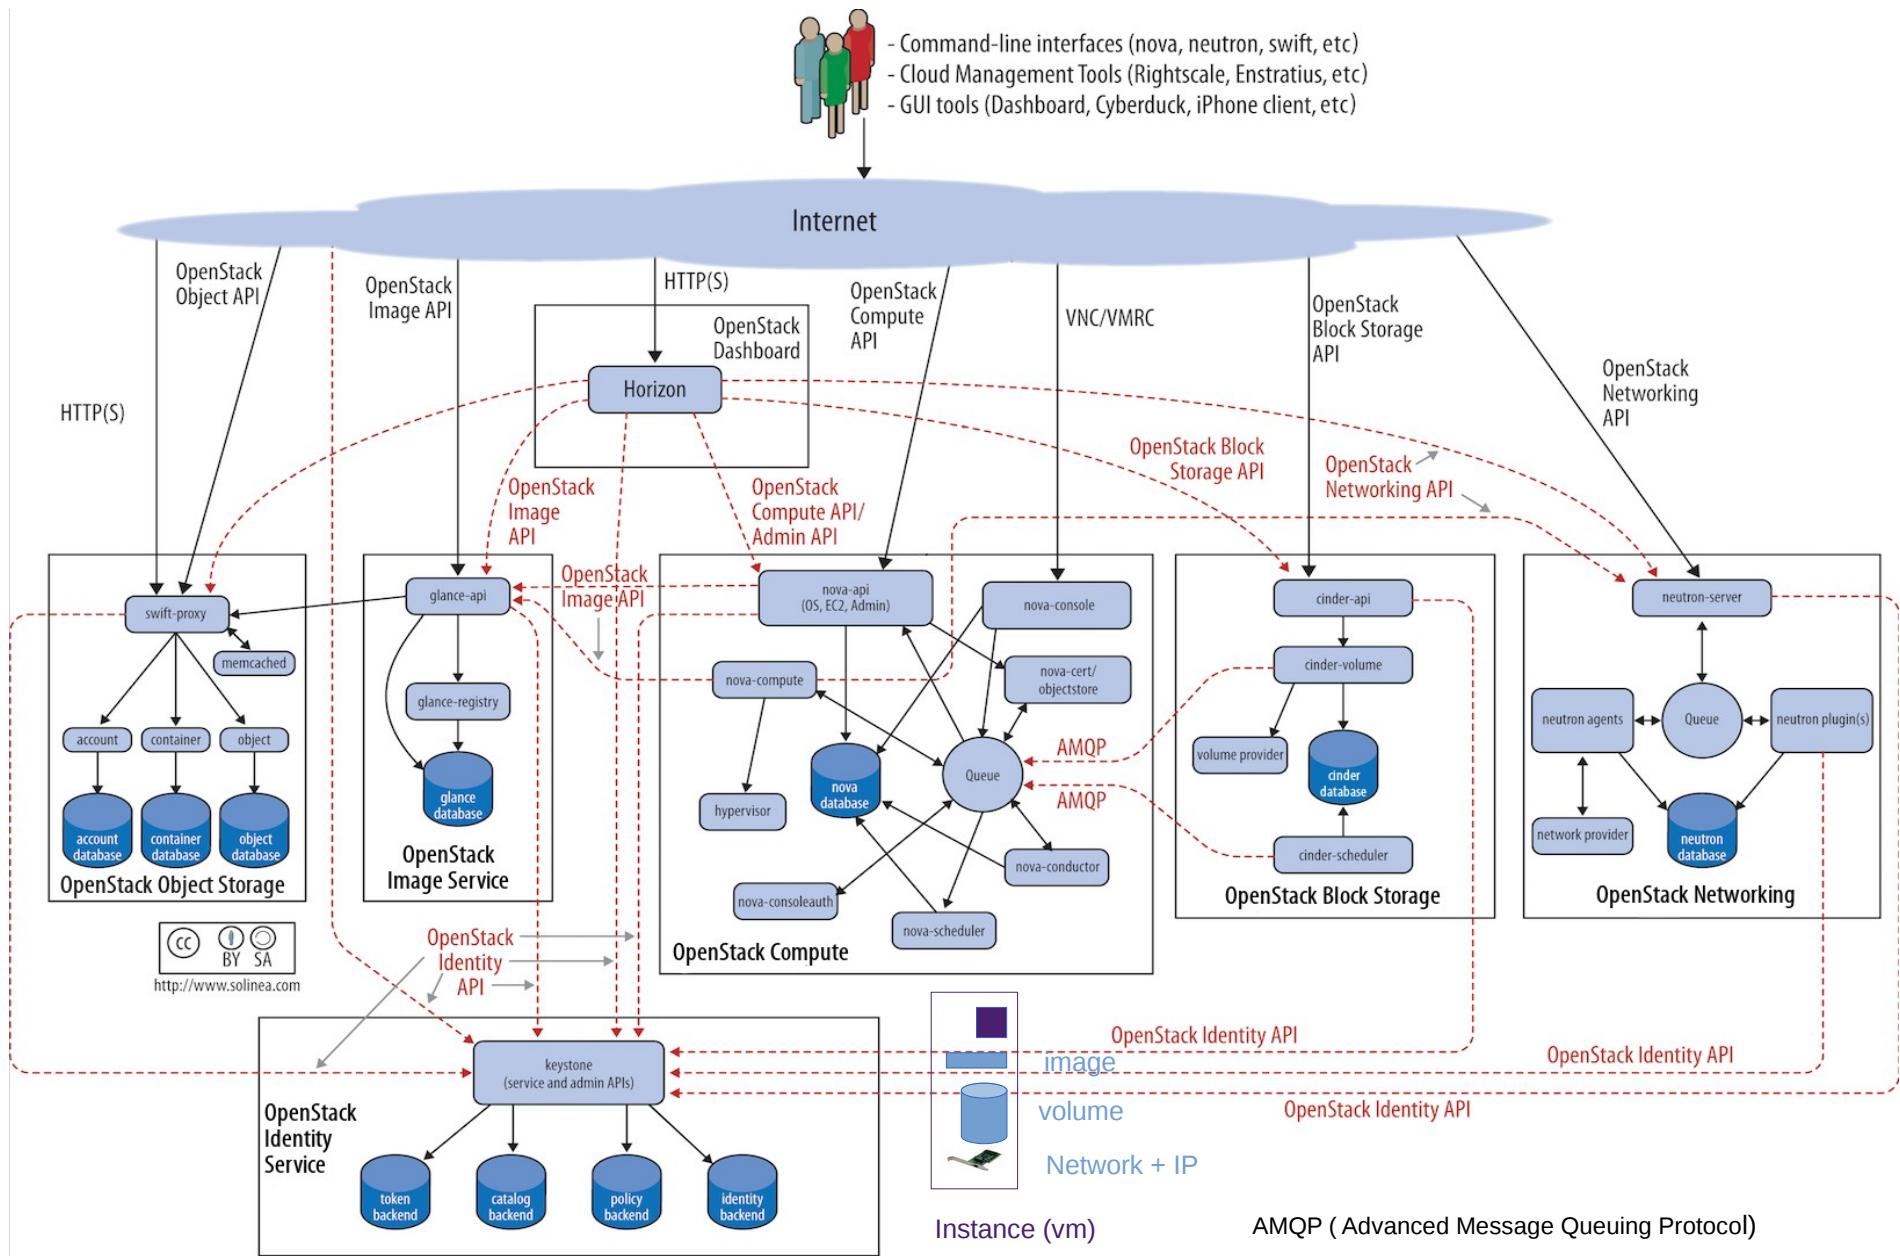 - Command-line interfaces (nova, neutron, swift, etc)
- Cloud Management Tools (Rightscale, Enstratius, etc)
- GUI tools (Dashboard, Cyberduck, iPhone client, etc)
Internet
OpenStack
Object API
OpenStack
Image API
HTTP(S)
OpenStack
Compute
API
VNC/VMRC
OpenStack
Block Storage
API
OpenStack
Networking
API
HTTP(S)
OpenStack
Dashboard
Horizon
OpenStack
Image
API
OpenStack
Compute API/
Admin API
OpenStack Block
Storage API
OpenStack
Networking API
swift-proxy
memcached
account
container
object
account
database
container
database
object
database
OpenStack Object Storage
glance-api
glance-registry
glance
database
OpenStack
Image Service
OpenStack
Image API
nova-api
(OS, EC2, Admin)
nova-console
nova-compute
nova-cert/
objectstore
hypervisor
nova
database
Queue
nova-conductor
nova-consoleauth
nova-scheduler
OpenStack Compute
AMQP
AMQP
cinder-api
cinder-volume
volume provider
cinder
database
cinder-scheduler
OpenStack Block Storage
neutron-server
neutron agents
Queue
neutron plugin(s)
network provider
neutron
database
OpenStack Networking
CC
BY SA
http://www.solinea.com
OpenStack
Identity
API
keystone
(service and admin APIs)
OpenStack
Identity
Service
token
backend
catalog
backend
policy
backend
identity
backend
OpenStack Identity API
OpenStack Identity API
OpenStack Identity API
image
volume
Network + IP
Instance (vm)
AMQP ( Advanced Message Queuing Protocol)